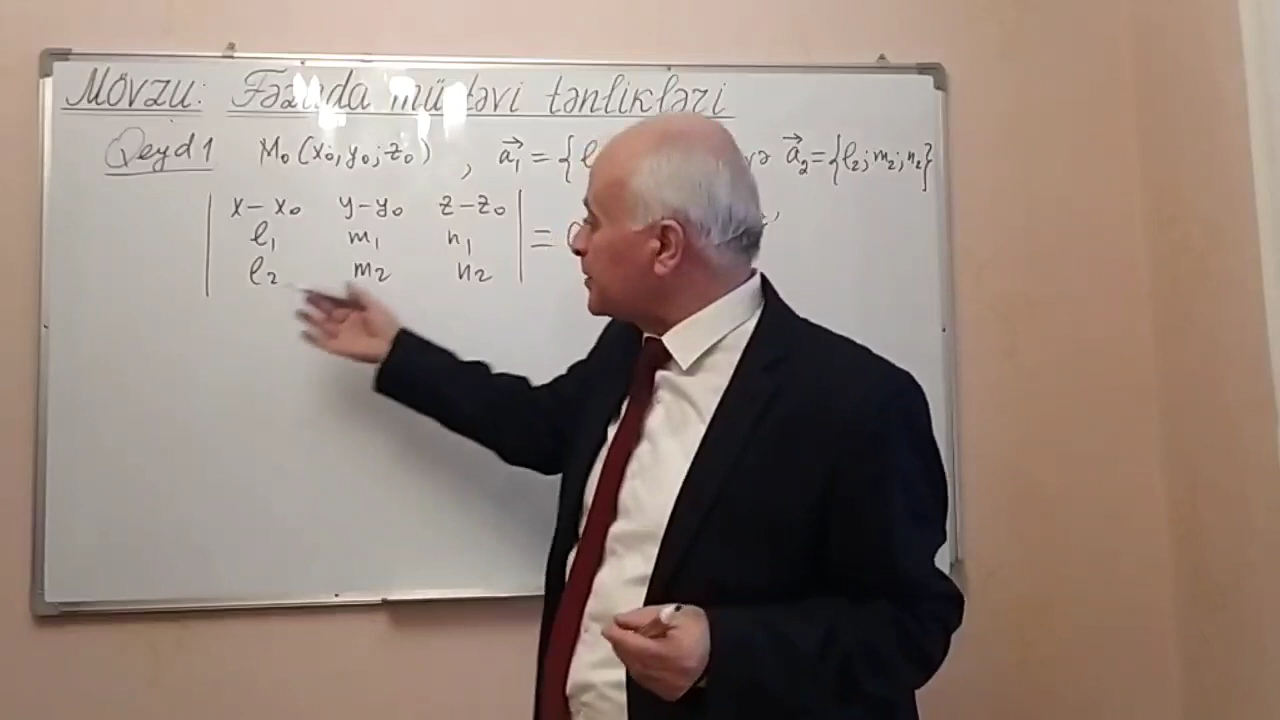 Mövzu: Fəzada müstəvi tənlikləri
Qeyd 1 M₀(x₀; y₀; z₀), a⃗₁ = {ℓ və a⃗₂ = {ℓ₂; m₂; n₂}
| x − x₀ y − y₀ z − z₀ |
| ℓ₁ m₁ n₁ | = 0
| ℓ₂ m₂ n₂ |